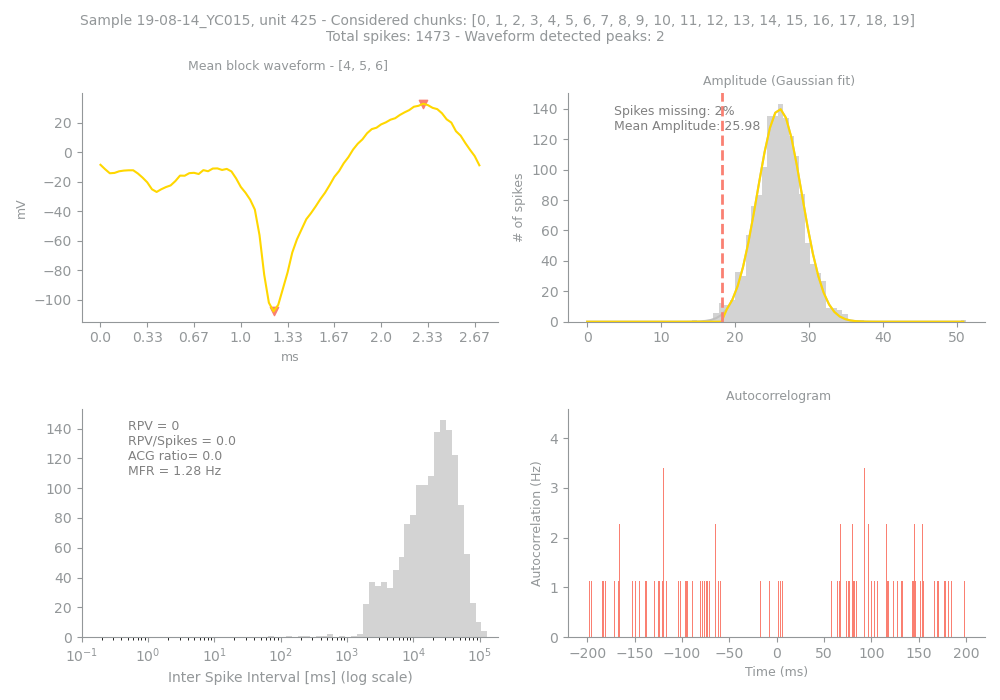 Sample 19-08-14_YC015, unit 425 - Considered chunks: [0, 1, 2, 3, 4, 5, 6, 7, 8, 9, 10, 11, 12, 13, 14, 15, 16, 17, 18, 19]
Total spikes: 1473 - Waveform detected peaks: 2
Mean block waveform - [4, 5, 6]
20
0
−20
−40
−60
−80
−100
mV
0.0 0.33 0.67 1.0 1.33 1.67 2.0 2.33 2.67
ms
Amplitude (Gaussian fit)
Spikes missing: 2%
Mean Amplitude: 25.98
140
120
100
80
60
40
20
0
# of spikes
0 10 20 30 40 50
RPV = 0
RPV/Spikes = 0.0
ACG ratio= 0.0
MFR = 1.28 Hz
140
120
100
80
60
40
20
0
10⁻¹ 10⁰ 10¹ 10² 10³ 10⁴ 10⁵
Inter Spike Interval [ms] (log scale)
Autocorrelogram
4
3
2
1
0
Autocorrelation (Hz)
−200 −150 −100 −50 0 50 100 150 200
Time (ms)